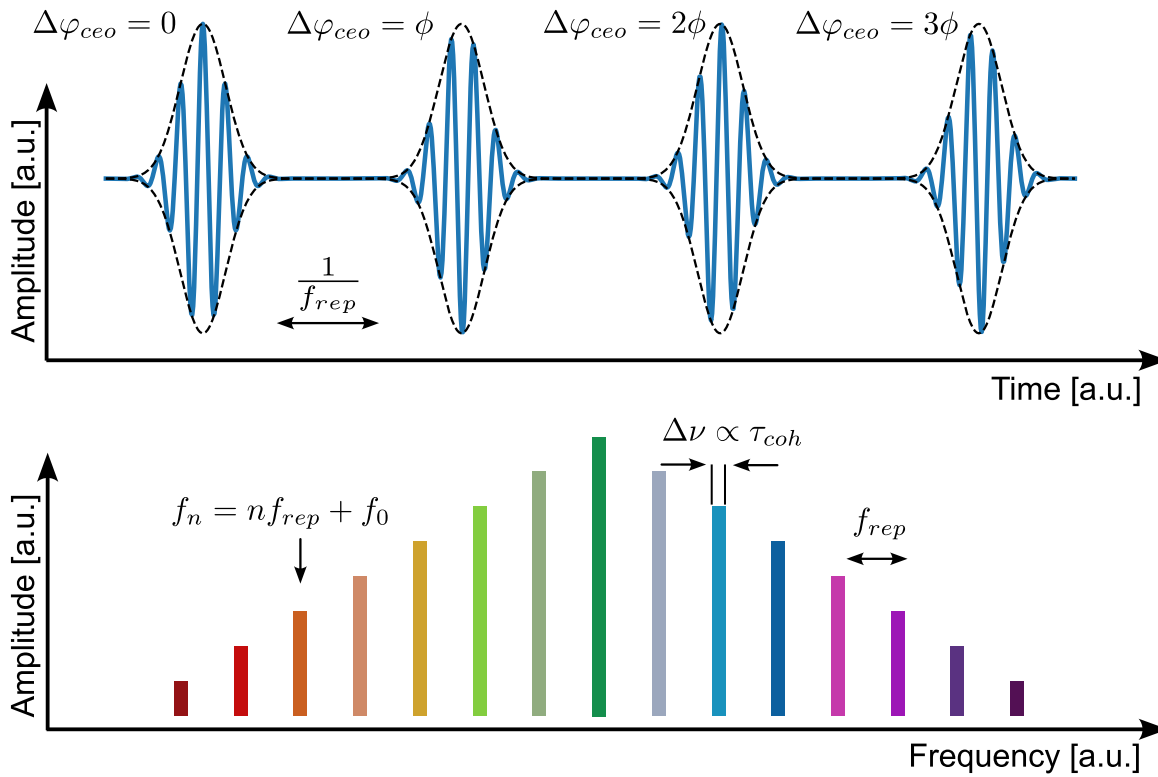 Δφ_ceo = 0 Δφ_ceo = ϕ Δφ_ceo = 2ϕ Δφ_ceo = 3ϕ
Amplitude [a.u.]
1
f_rep
Time [a.u.]
Δν ∝ τ_coh
f_n = nf_rep + f_0
f_rep
Amplitude [a.u.]
Frequency [a.u.]